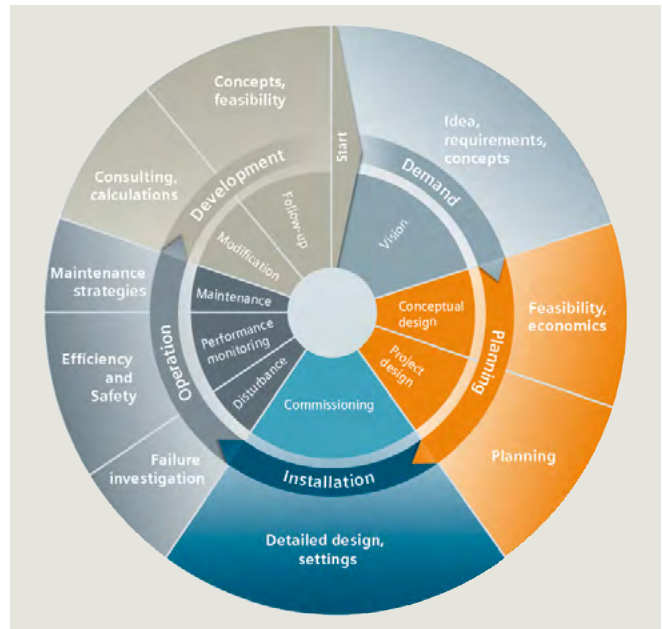 Concepts,
feasibility
Start
Idea,
requirements,
concepts
Consulting,
calculations
Development
Demand
Follow-up
Vision
Modification
Maintenance
strategies
Maintenance
Conceptual
design
Feasibility,
economics
Performance
monitoring
Project
design
Planning
Efficiency
and
Safety
Operation
Disturbance
Commissioning
Failure
investigation
Planning
Installation
Detailed design,
settings